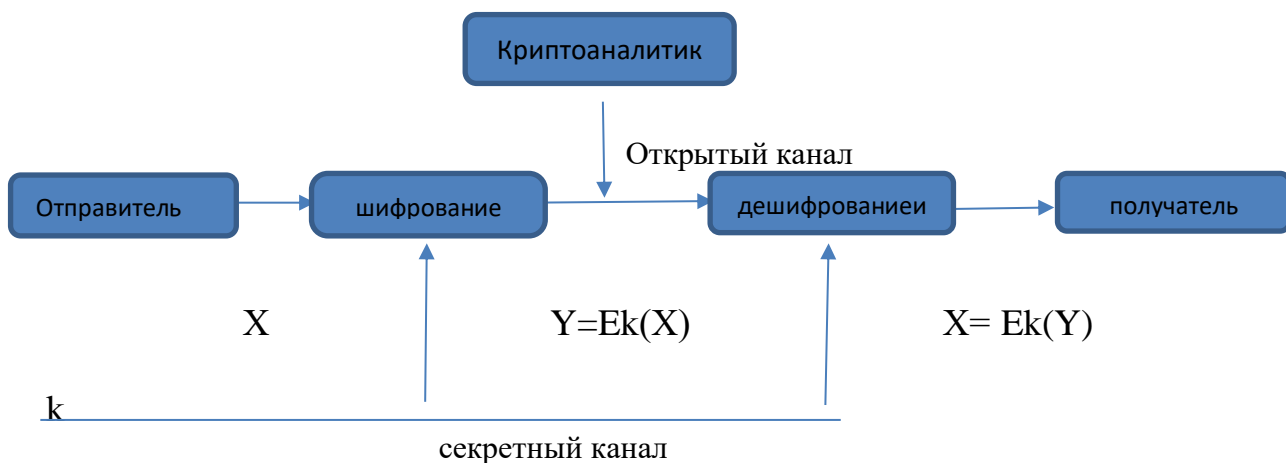 Криптоаналитик
Открытый канал
Отправитель
шифрование
дешифрованиеи
получатель
X
Y=Ek(X)
X= Ek(Y)
k
секретный канал